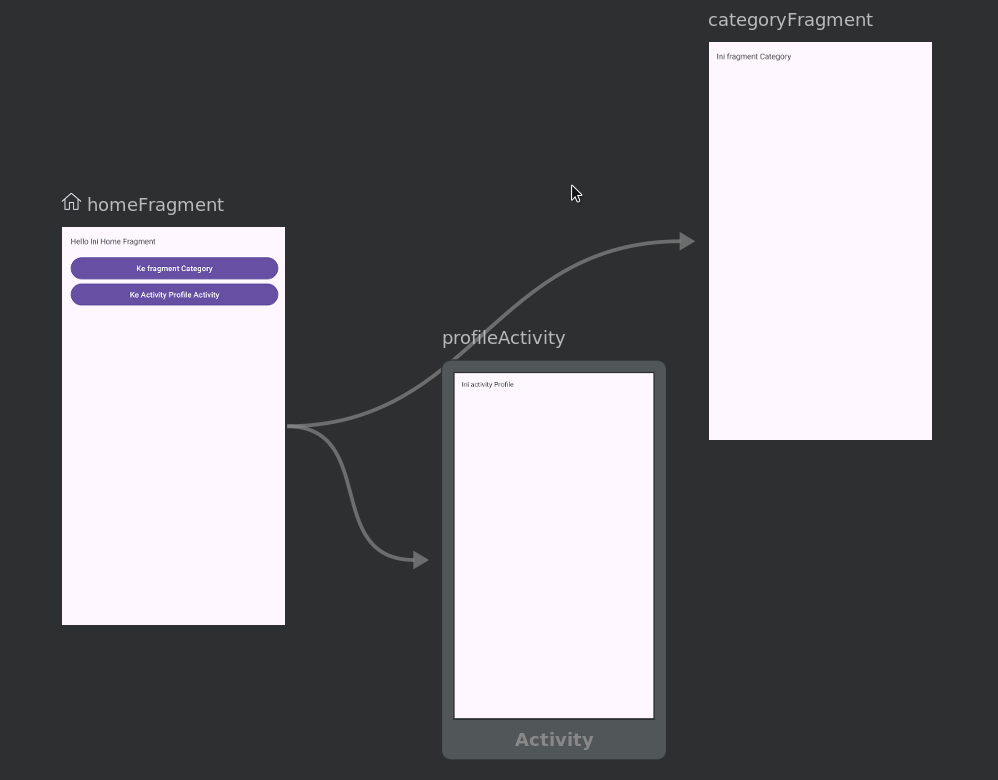 categoryFragment
Ini fragment Category
homeFragment
Hello Ini Home Fragment
Ke fragment Category
Ke Activity Profile Activity
profileActivity
Ini activity Profile
Activity